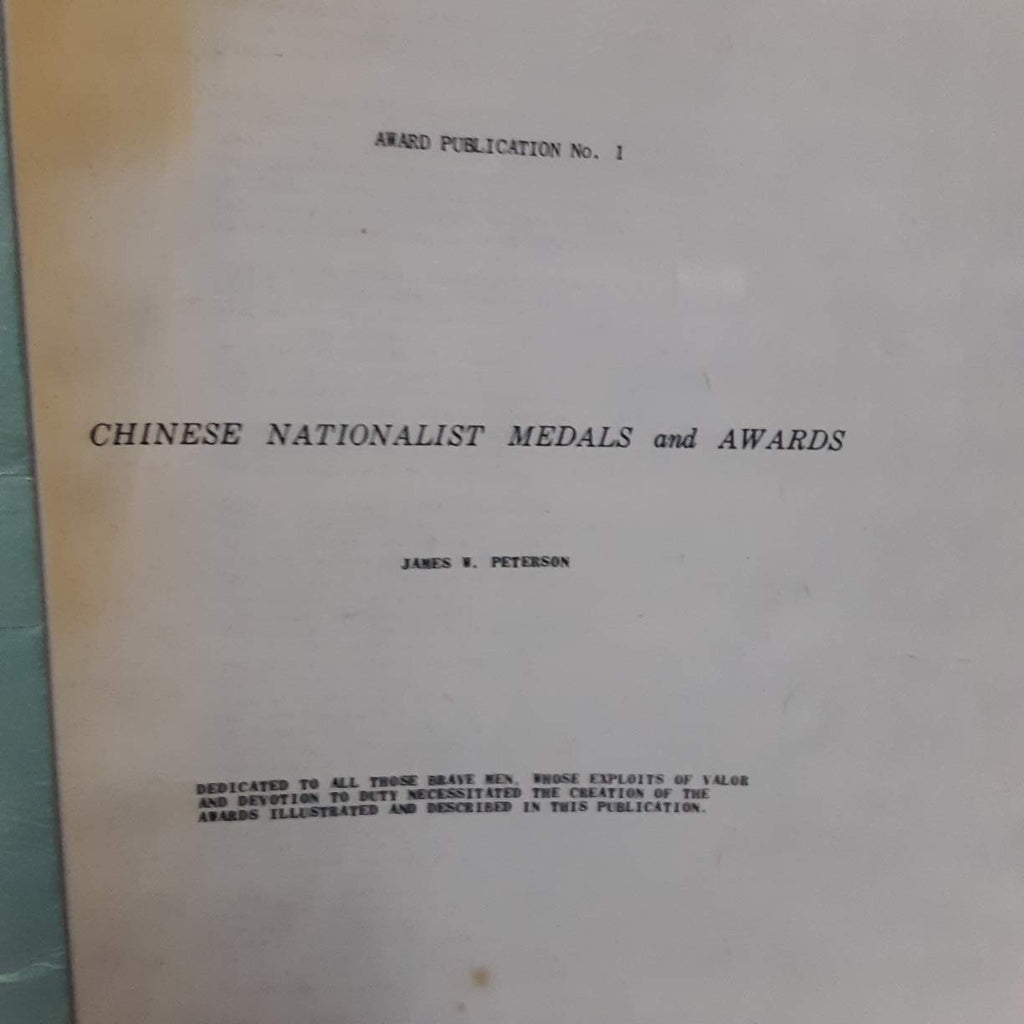 AWARD PUBLICATION No. 1
CHINESE NATIONALIST MEDALS and AWARDS
JAMES W. PETERSON
DEDICATED TO ALL THOSE BRAVE MEN, WHOSE EXPLOITS OF VALOR
AND DEVOTION TO DUTY NECESSITATED THE CREATION OF THE
AWARDS ILLUSTRATED AND DESCRIBED IN THIS PUBLICATION.